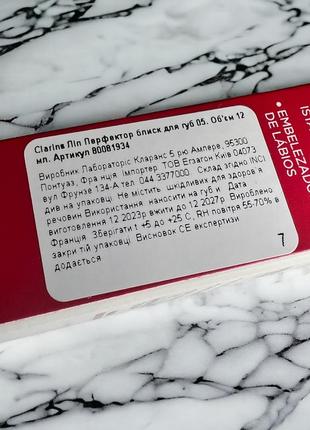 Clarins Ліп Перфектор блиск для губ 05. Об'єм 12
мл. Артикул 80081934
Виробник Лабораторіс Кларанс 5 рю Ампере, 95300
Понтуаз, Франція Імпортер ТОВ Ерзагон Київ 04073
вул Фрунзе 134-А тел 044 3377000. Склад згідно INCI
див на упаковці. Не містить шкідливих для здоров я
речовин Використання наносити на губи и Дата
виготовлення 12 2023р вжити до 12 2027р Вироблено
Франція Зберігати t +5 до +25 С, RH повітря 55-70% в
закритій упаковці. Висновок СЕ експертизи
додається
7
• EMBELEZADO
DE LÁBIOS